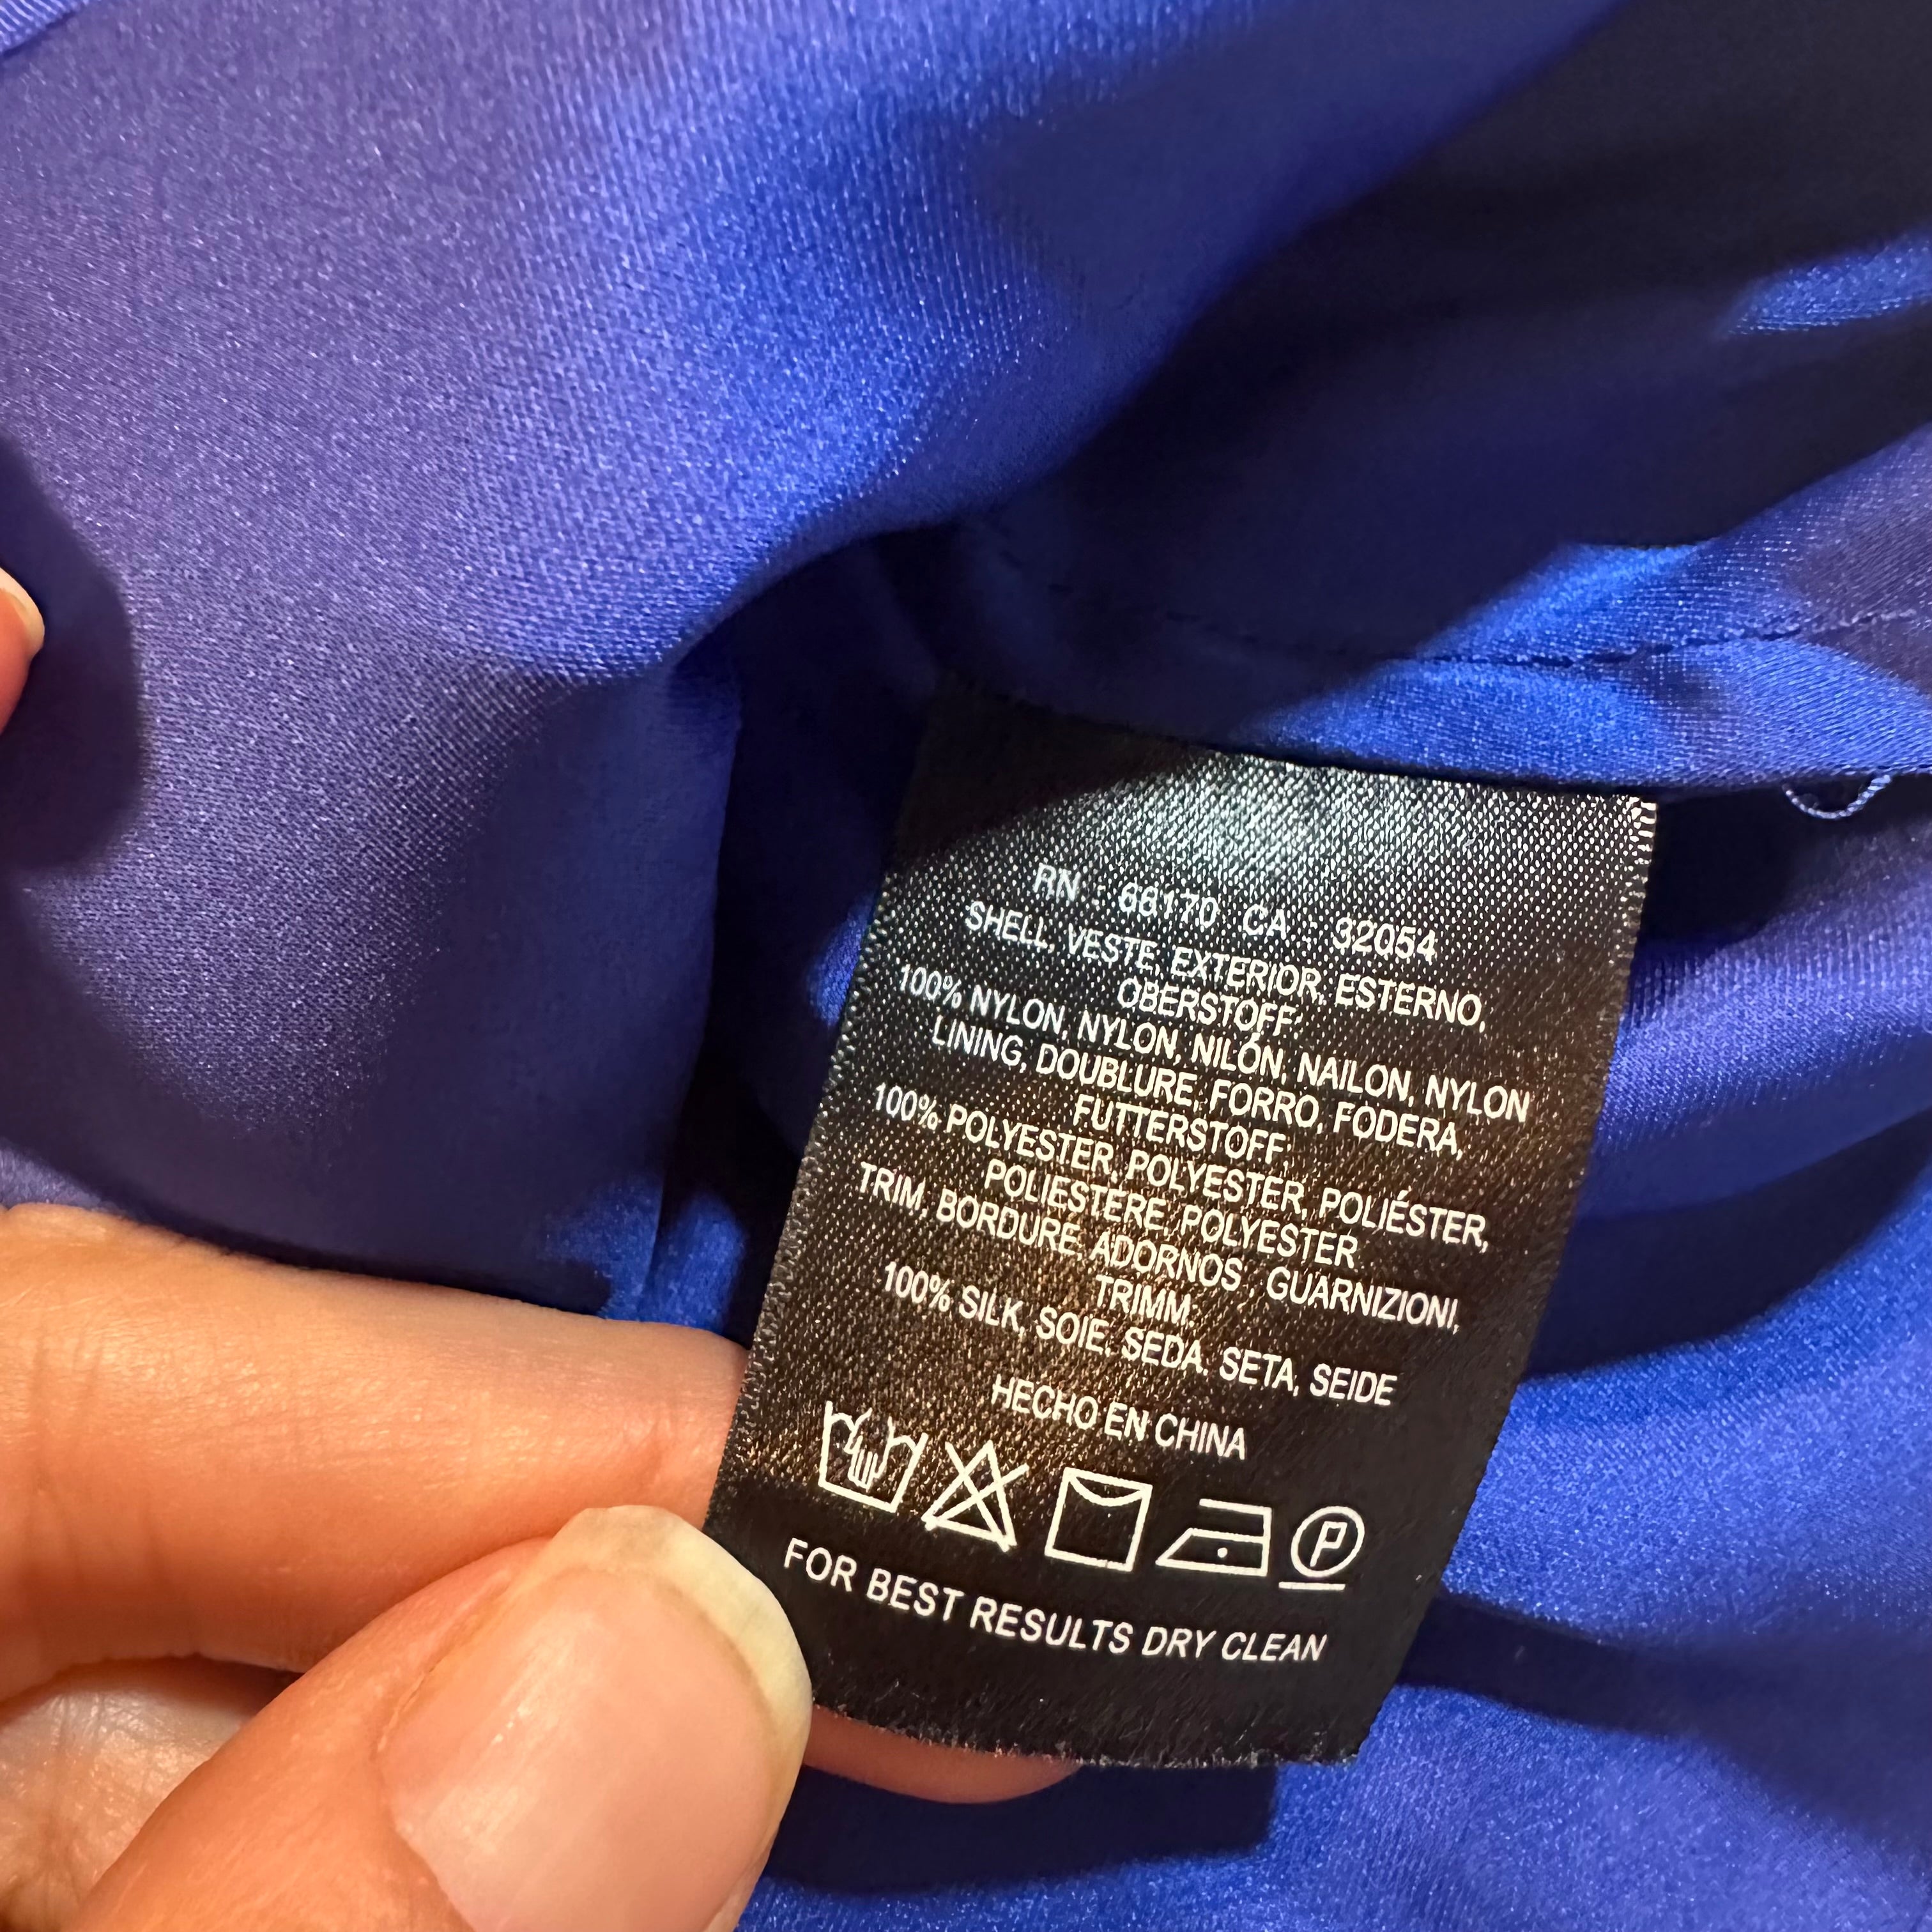 RN : 66170 CA : 32054
SHELL, VESTE, EXTERIOR, ESTERNO,
OBERSTOFF:
100% NYLON, NYLON, NILÓN, NAILON, NYLON
LINING, DOUBLURE, FORRO, FODERA,
FUTTERSTOFF:
100% POLYESTER, POLYESTER, POLIÉSTER,
POLIESTERE, POLYESTER
TRIM, BORDURE, ADORNOS, GUARNIZIONI,
TRIMM:
100% SILK, SOIE, SEDA, SETA, SEIDE
HECHO EN CHINA
P
FOR BEST RESULTS DRY CLEAN